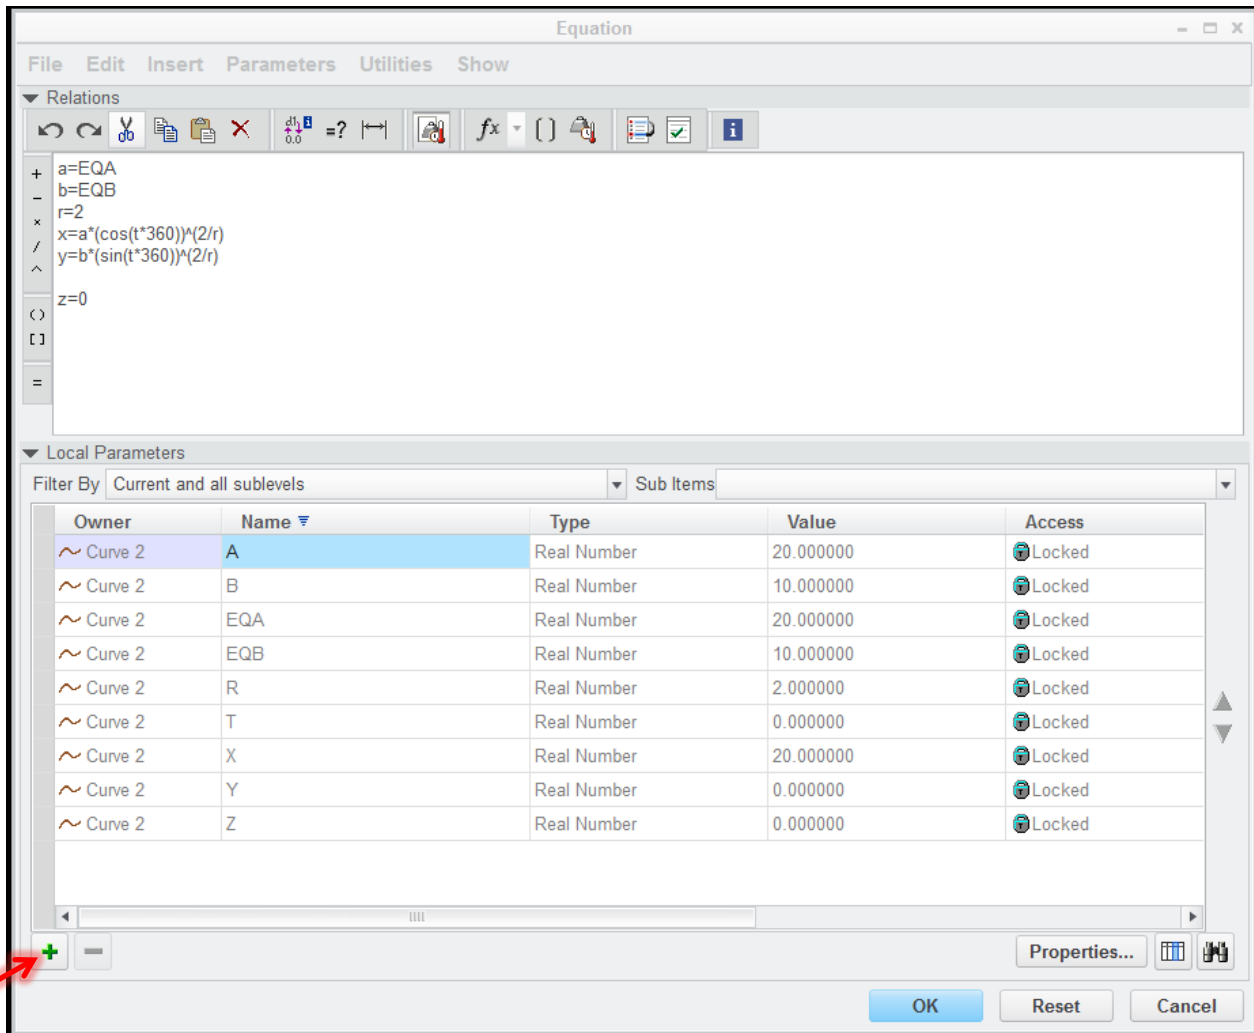 Equation
File Edit Insert Parameters Utilities Show
Relations
d1 0.0 =? fx [ ] i
+
-
×
/
^
()
[]
=
a=EQA
b=EQB
r=2
x=a*(cos(t*360))^(2/r)
y=b*(sin(t*360))^(2/r)
z=0
Local Parameters
Filter By Current and all sublevels Sub Items
Owner Name Type Value Access
Curve 2 A Real Number 20.000000 Locked
Curve 2 B Real Number 10.000000 Locked
Curve 2 EQA Real Number 20.000000 Locked
Curve 2 EQB Real Number 10.000000 Locked
Curve 2 R Real Number 2.000000 Locked
Curve 2 T Real Number 0.000000 Locked
Curve 2 X Real Number 20.000000 Locked
Curve 2 Y Real Number 0.000000 Locked
Curve 2 Z Real Number 0.000000 Locked
Properties...
OK Reset Cancel